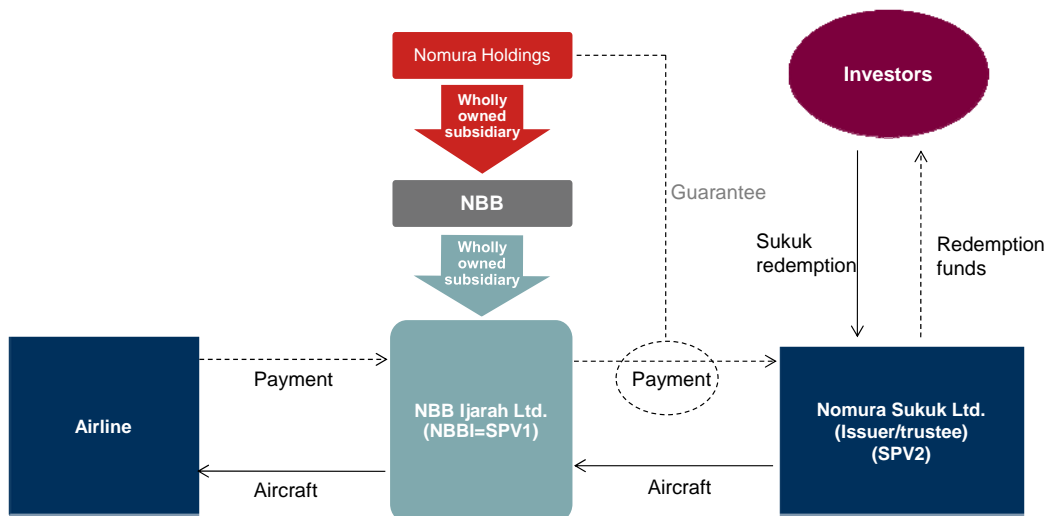 Nomura Holdings
Investors
Wholly
owned
subsidiary
NBB
Guarantee
Wholly
owned
subsidiary
Sukuk
redemption
Redemption
funds
Payment
Payment
Airline
NBB Ijarah Ltd.
(NBBI=SPV1)
Nomura Sukuk Ltd.
(Issuer/trustee)
(SPV2)
Aircraft
Aircraft